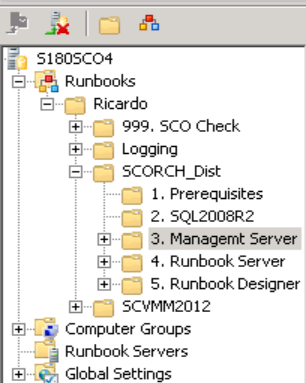 S180SCO4
Runbooks
Ricardo
999. SCO Check
Logging
SCORCH_Dist
1. Prerequisites
2. SQL2008R2
3. Managemt Server
4. Runbook Server
5. Runbook Designer
SCVMM2012
Computer Groups
Runbook Servers
Global Settings